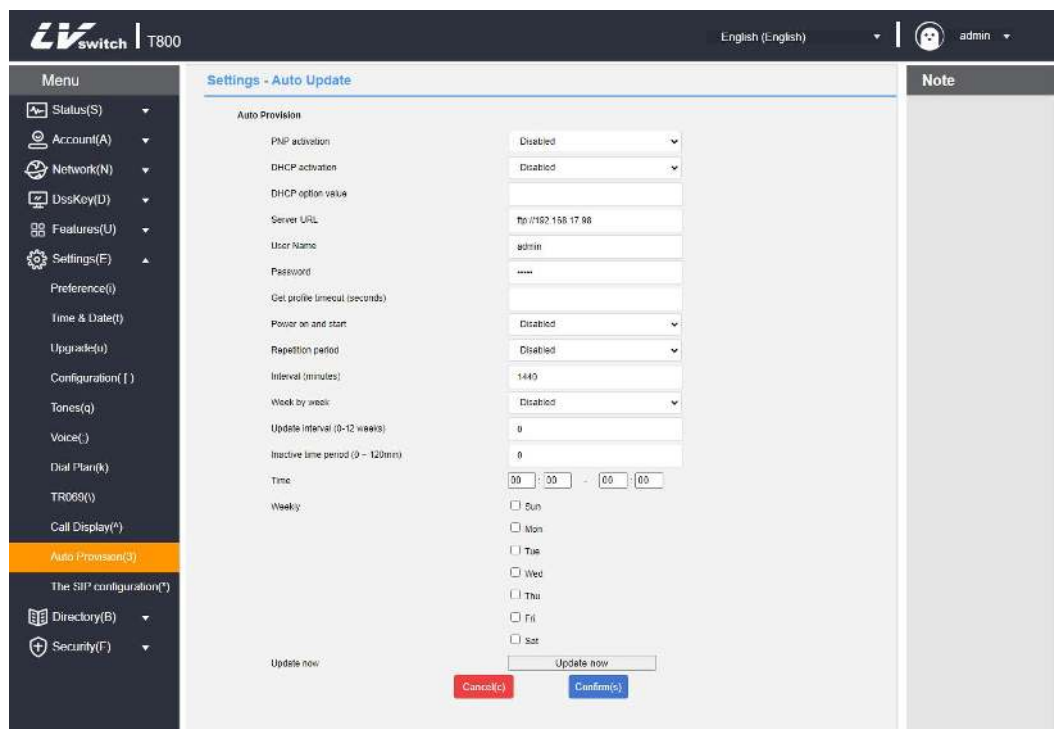 LVswitch T800
English (English)
admin
Menu
Settings - Auto Update
Note
Status(S)
Account(A)
Network(N)
DssKey(D)
Features(U)
Settings(E)
Preference(i)
Time & Date(t)
Upgrade(u)
Configuration( [ )
Tones(q)
Voice(;)
Dial Plan(k)
TR069(\)
Call Display(^)
Auto Provision(3)
The SIP configuration(*)
Directory(B)
Security(F)
Auto Provision
PNP activation Disabled
DHCP activation Disabled
DHCP option value
Server URL ftp://192.168.17.98
User Name admin
Password •••••
Get profile timeout (seconds)
Power on and start Disabled
Repetition period Disabled
Interval (minutes) 1440
Week by week Disabled
Update interval (0-12 weeks) 0
Inactive time period (0 ~ 120min) 0
Time 00 : 00 - 00 : 00
Weekly Sun
Mon
Tue
Wed
Thu
Fri
Sat
Update now Update now
Cancel(c) Confirm(s)